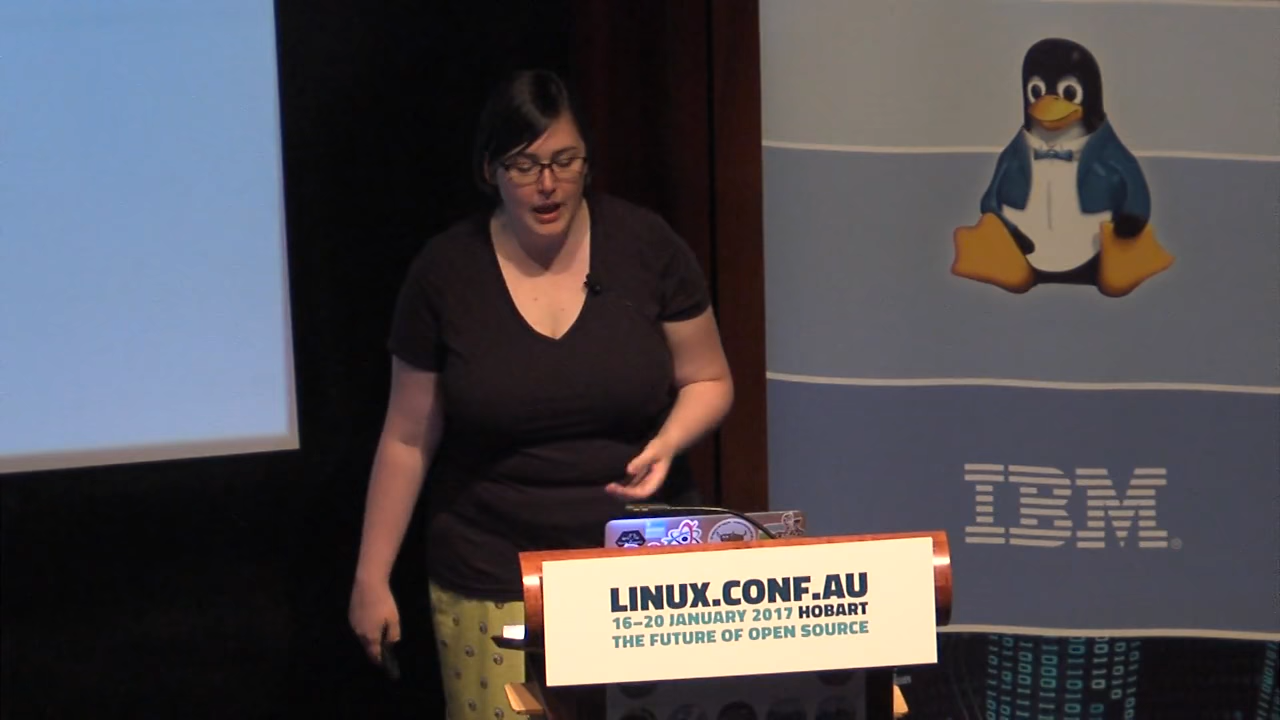 IBM®
LINUX.CONF.AU
16–20 JANUARY 2017 HOBART
THE FUTURE OF OPEN SOURCE